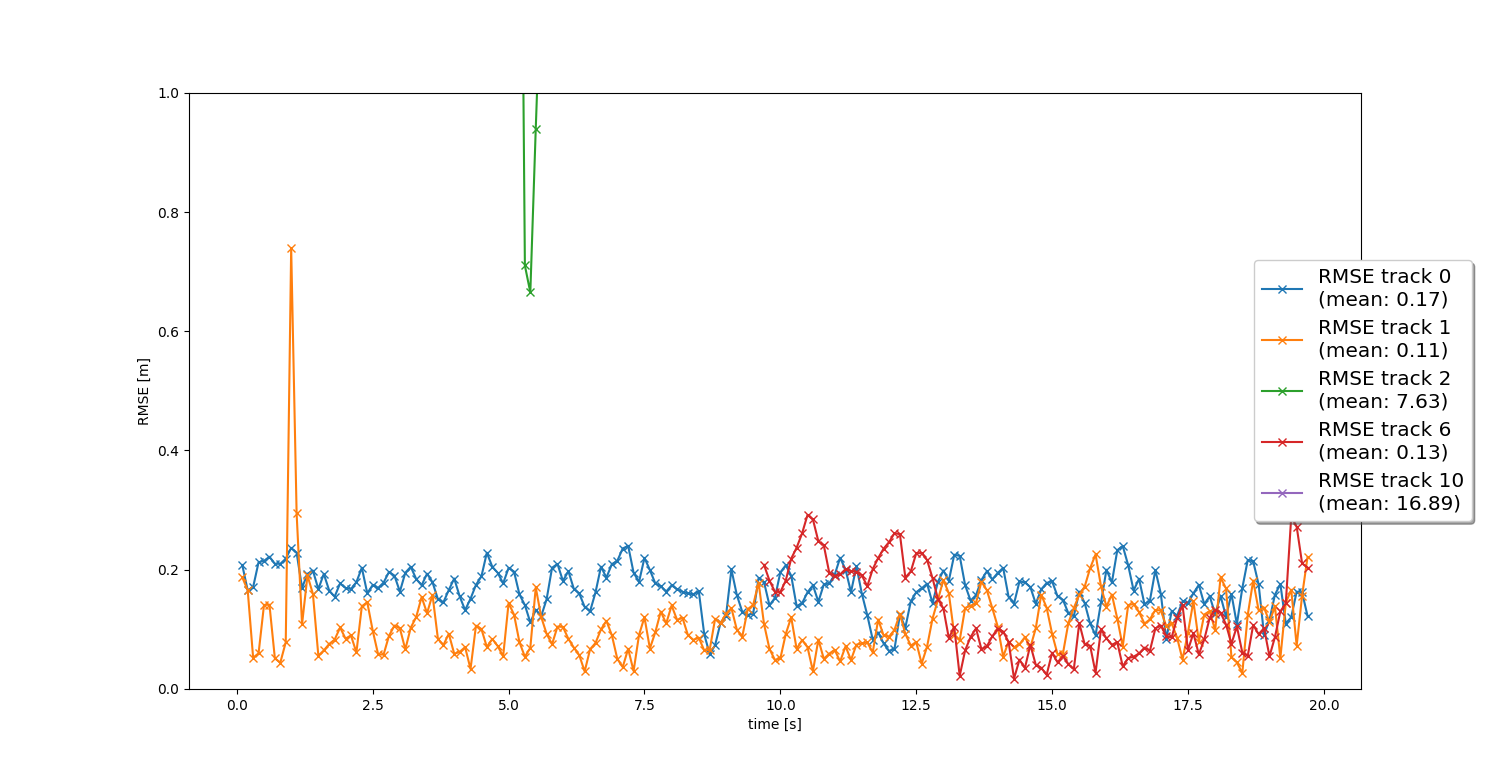 1.0
0.8
0.6
0.4
0.2
0.0
RMSE [m]
0.0 2.5 5.0 7.5 10.0 12.5 15.0 17.5 20.0
time [s]
RMSE track 0
(mean: 0.17)
RMSE track 1
(mean: 0.11)
RMSE track 2
(mean: 7.63)
RMSE track 6
(mean: 0.13)
RMSE track 10
(mean: 16.89)